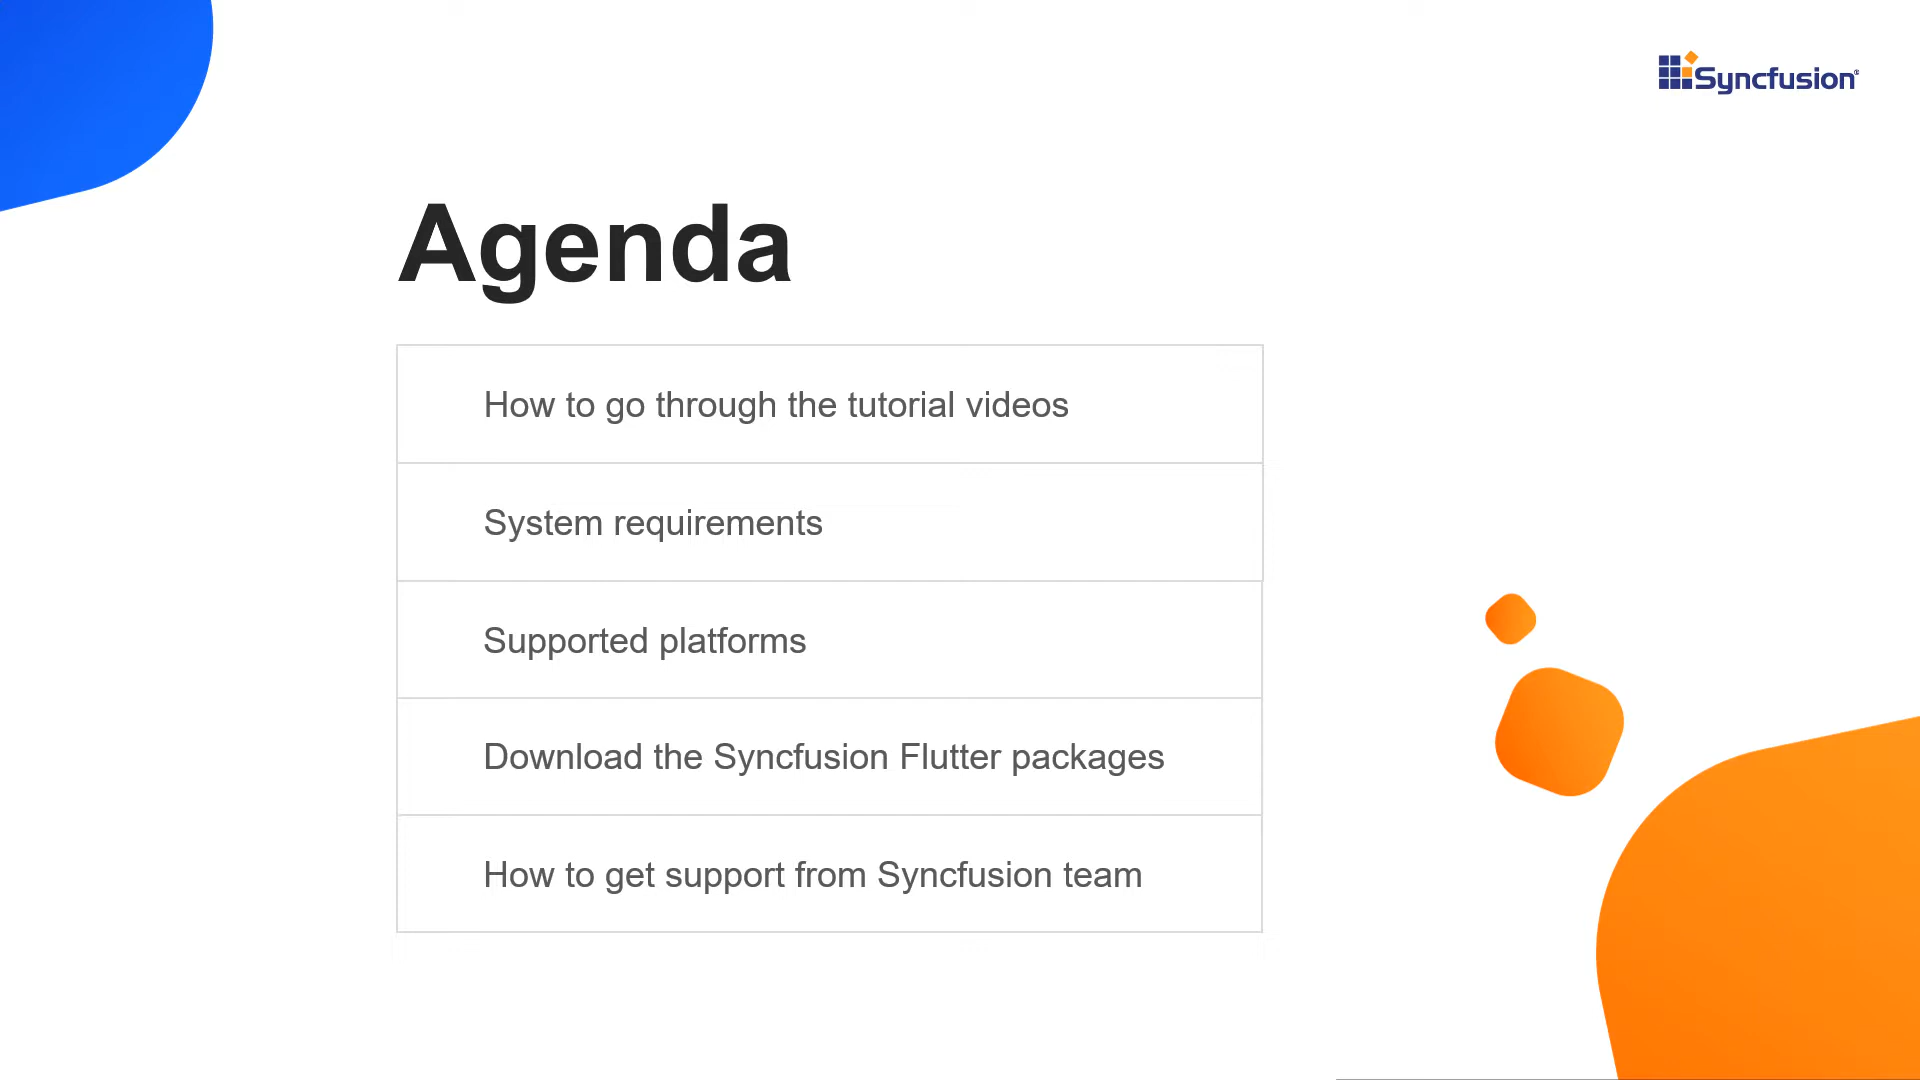 Syncfusion®
Agenda
How to go through the tutorial videos
System requirements
Supported platforms
Download the Syncfusion Flutter packages
How to get support from Syncfusion team